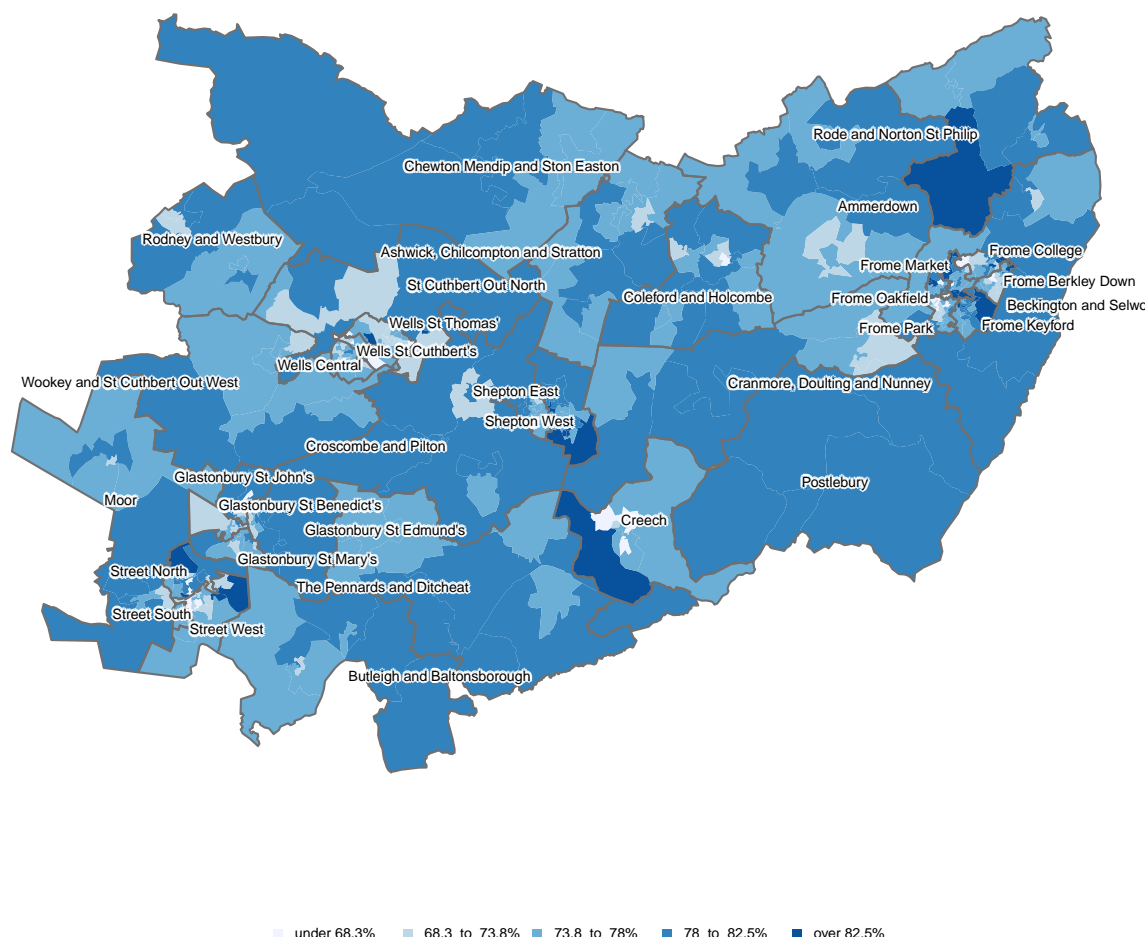 Rode and Norton St Philip
Chewton Mendip and Ston Easton
Ammerdown
Rodney and Westbury
Ashwick, Chilcompton and Stratton
Frome College
Frome Market
Frome Berkley Down
St Cuthbert Out North
Coleford and Holcombe
Frome Oakfield
Beckington and Selwo
Wells St Thomas'
Frome Park
Frome Keyford
Wells St Cuthbert's
Wells Central
Wookey and St Cuthbert Out West
Cranmore, Doulting and Nunney
Shepton East
Shepton West
Croscombe and Pilton
Glastonbury St John's
Postlebury
Moor
Glastonbury St Benedict's
Creech
Glastonbury St Edmund's
Glastonbury St Mary's
Street North
The Pennards and Ditcheat
Street South
Street West
Butleigh and Baltonsborough
under 68.3% 68.3 to 73.8% 73.8 to 78% 78 to 82.5% over 82.5%